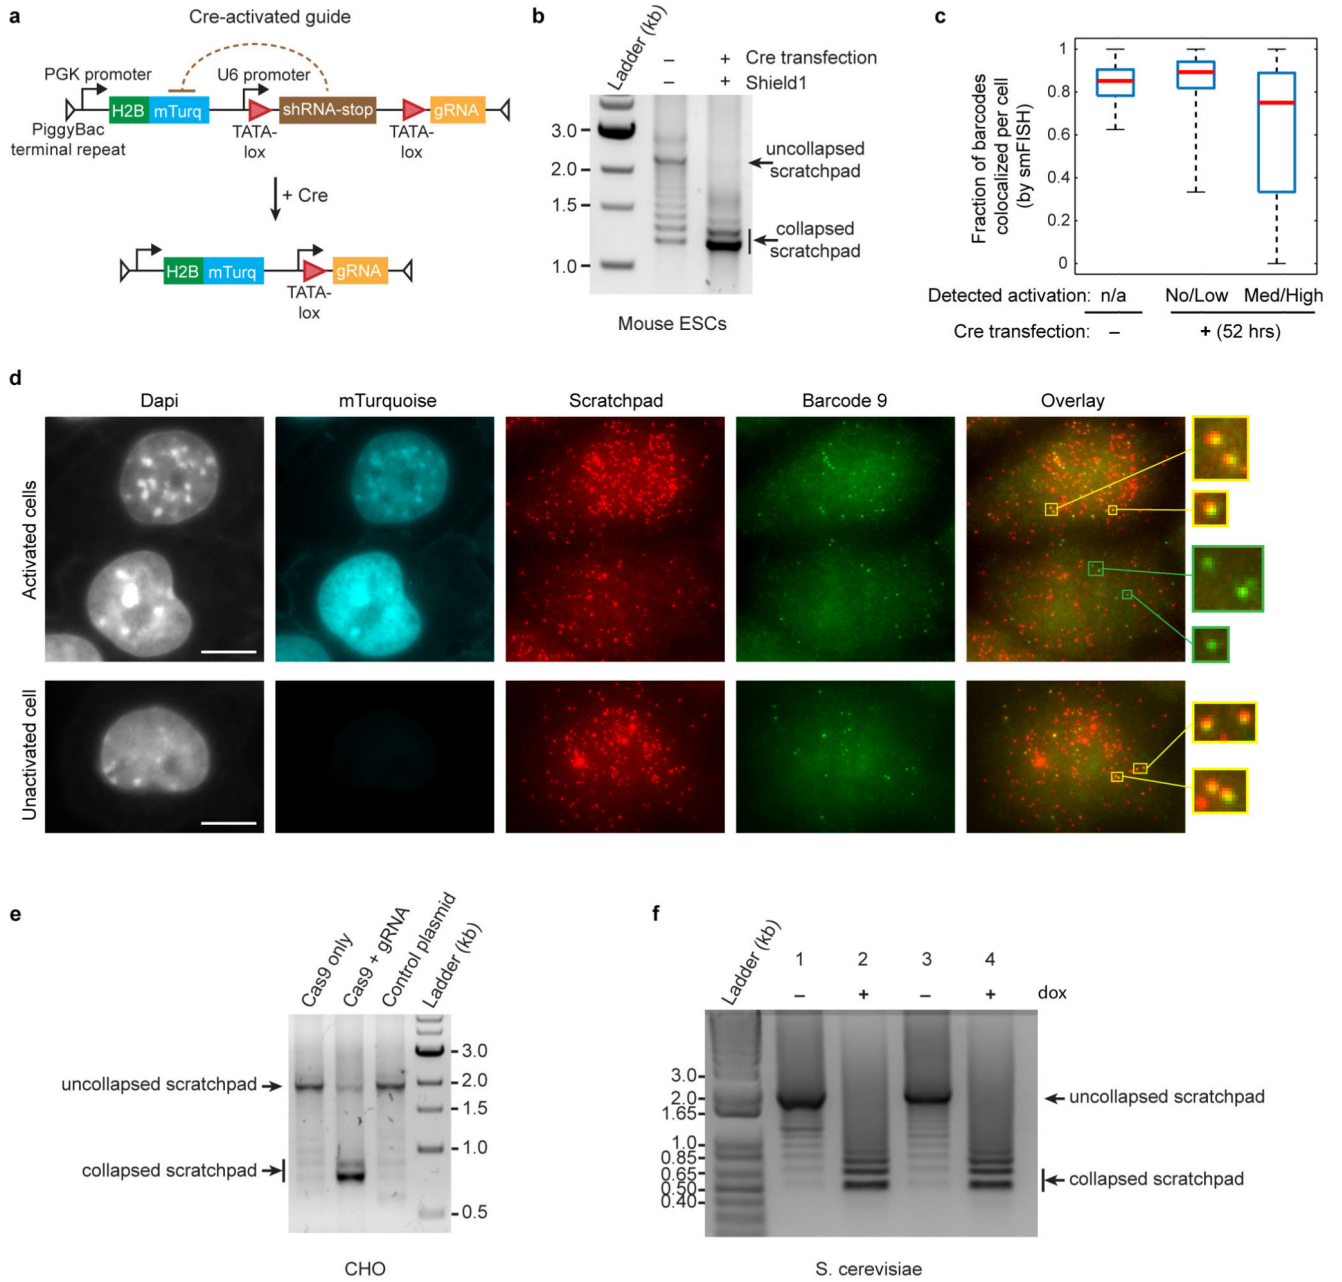 a
Cre-activated guide
PGK promoter
U6 promoter
H2B
mTurq
shRNA-stop
gRNA
PiggyBac
terminal repeat
TATA-
lox
TATA-
lox
+ Cre
H2B
mTurq
gRNA
TATA-
lox
b
Ladder (kb)
– + Cre transfection
– + Shield1
3.0
2.0
1.5
1.0
uncollapsed
scratchpad
collapsed
scratchpad
Mouse ESCs
c
Fraction of barcodes
colocalized per cell
(by smFISH)
1
0.8
0.6
0.4
0.2
0
Detected activation: n/a No/Low Med/High
Cre transfection: – + (52 hrs)
d
Dapi mTurquoise Scratchpad Barcode 9 Overlay
Activated cells
Unactivated cell
e
Cas9 only
Cas9 + gRNA
Control plasmid
Ladder (kb)
3.0
2.0
1.5
1.0
0.5
uncollapsed scratchpad
collapsed scratchpad
CHO
f
Ladder (kb)
1 2 3 4
– + – + dox
3.0
2.0
1.65
1.0
0.85
0.65
0.50
0.40
uncollapsed scratchpad
collapsed scratchpad
S. cerevisiae